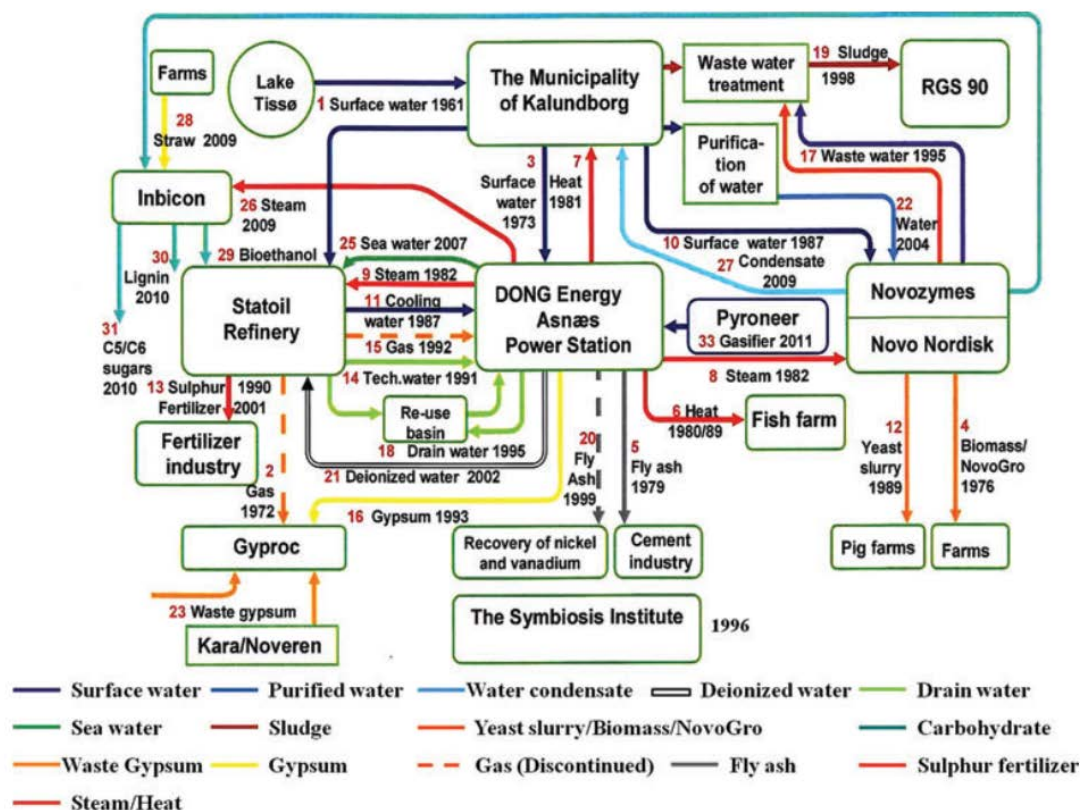 Farms
Lake
Tissø
The Municipality
of Kalundborg
Waste water
treatment
19 Sludge
1998
RGS 90
1 Surface water 1961
28
Straw 2009
3
Surface
water
1973
7
Heat
1981
Purifica-
tion
of water
17 Waste water 1995
Inbicon
26 Steam
2009
22
Water
2004
25 Sea water 2007
10 Surface water 1987
27 Condensate
2009
30
Lignin
2010
29 Bioethanol
9 Steam 1982
Statoil
Refinery
11 Cooling
water 1987
DONG Energy
Asnæs
Power Station
Pyroneer
33 Gasifier 2011
Novozymes
Novo Nordisk
31
C5/C6
sugars
2010
15 Gas 1992
14 Tech.water 1991
8 Steam 1982
13 Sulphur 1990
Fertilizer 2001
Fertilizer
industry
Re-use
basin
18 Drain water 1995
21 Deionized water 2002
6 Heat
1980/89
Fish farm
2
Gas
1972
20
Fly
Ash
1999
5
Fly ash
1979
12
Yeast
slurry
1989
4
Biomass/
NovoGro
1976
16 Gypsum 1993
Gyproc
Recovery of nickel
and vanadium
Cement
industry
Pig farms
Farms
23 Waste gypsum
Kara/Noveren
The Symbiosis Institute
1996
Surface water
Purified water
Water condensate
Deionized water
Drain water
Sea water
Sludge
Yeast slurry/Biomass/NovoGro
Carbohydrate
Waste Gypsum
Gypsum
Gas (Discontinued)
Fly ash
Sulphur fertilizer
Steam/Heat